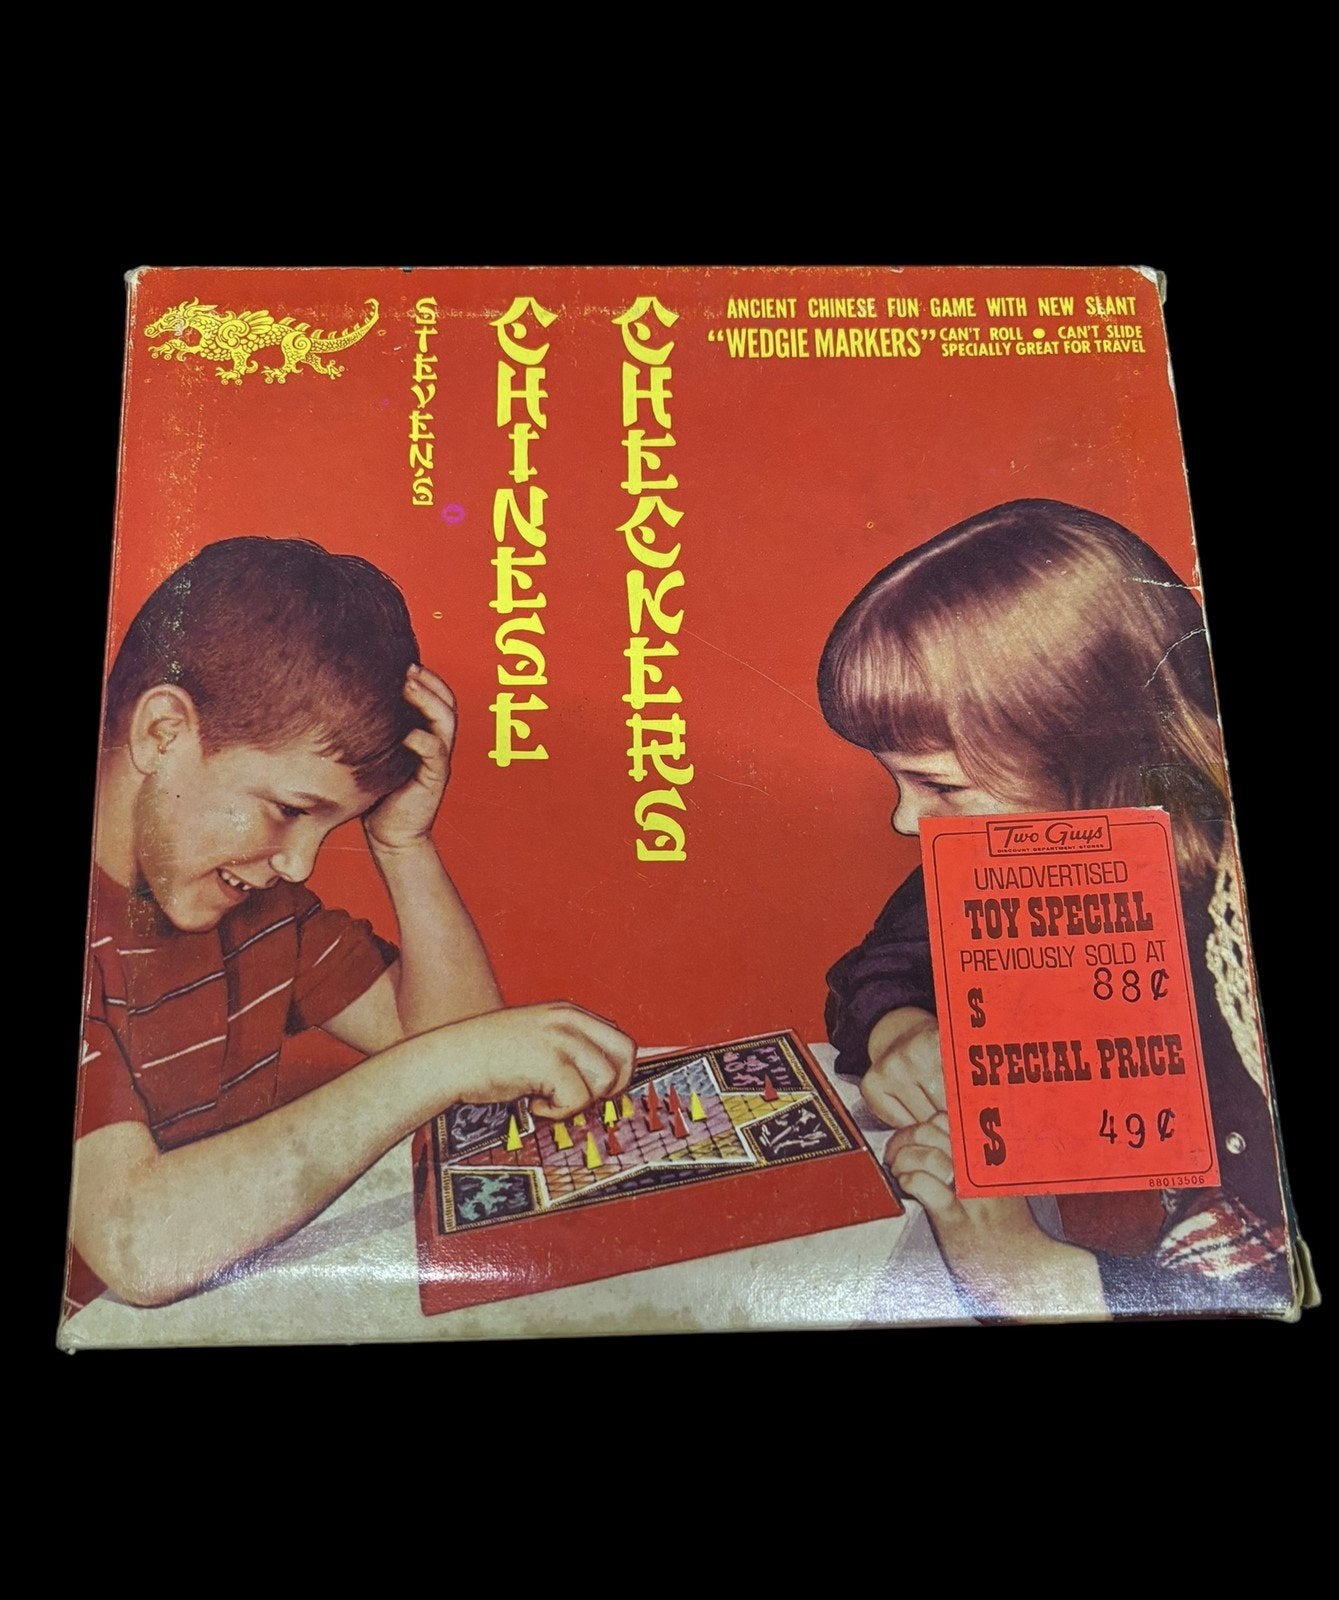 STEVEN'S
CHINESE
CHECKERS
ANCIENT CHINESE FUN GAME WITH NEW SLANT
"WEDGIE MARKERS" CAN'T ROLL • CAN'T SLIDE
SPECIALLY GREAT FOR TRAVEL
Two Guys
DISCOUNT DEPARTMENT STORES
UNADVERTISED
TOY SPECIAL
PREVIOUSLY SOLD AT
$ 88¢
SPECIAL PRICE
$ 49¢
88013506